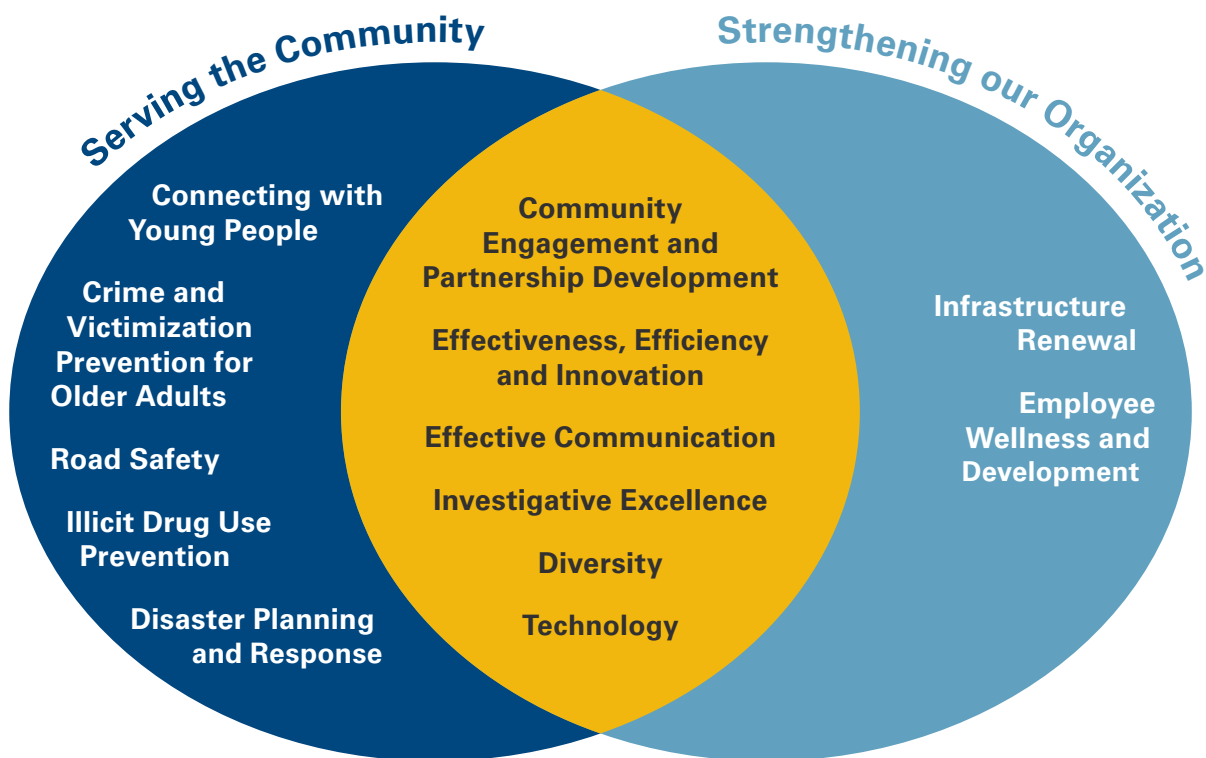 Serving the Community
Strengthening our Organization
Connecting with
Young People
Crime and
Victimization
Prevention for
Older Adults
Road Safety
Illicit Drug Use
Prevention
Disaster Planning
and Response
Community
Engagement and
Partnership Development
Effectiveness, Efficiency
and Innovation
Effective Communication
Investigative Excellence
Diversity
Technology
Infrastructure
Renewal
Employee
Wellness and
Development